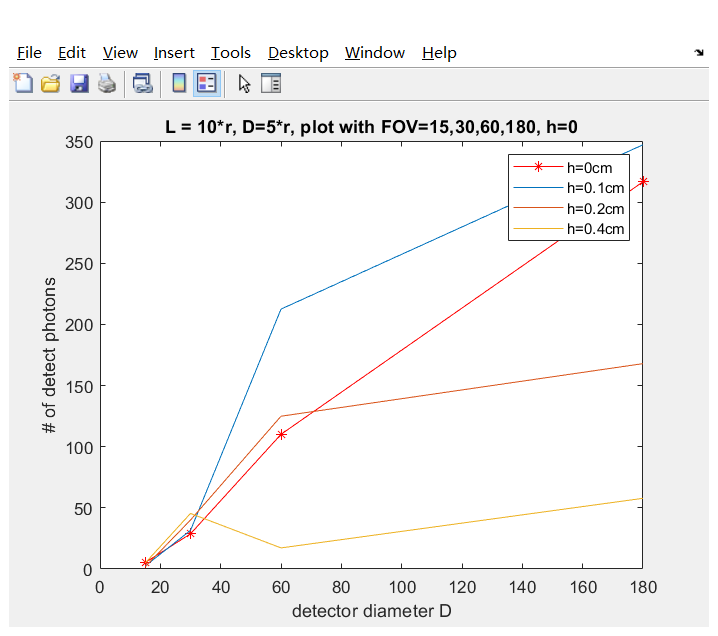 File Edit View Insert Tools Desktop Window Help
L = 10*r, D=5*r, plot with FOV=15,30,60,180, h=0
350
300
250
200
150
100
50
0
# of detect photons
h=0cm
h=0.1cm
h=0.2cm
h=0.4cm
0 20 40 60 80 100 120 140 160 180
detector diameter D